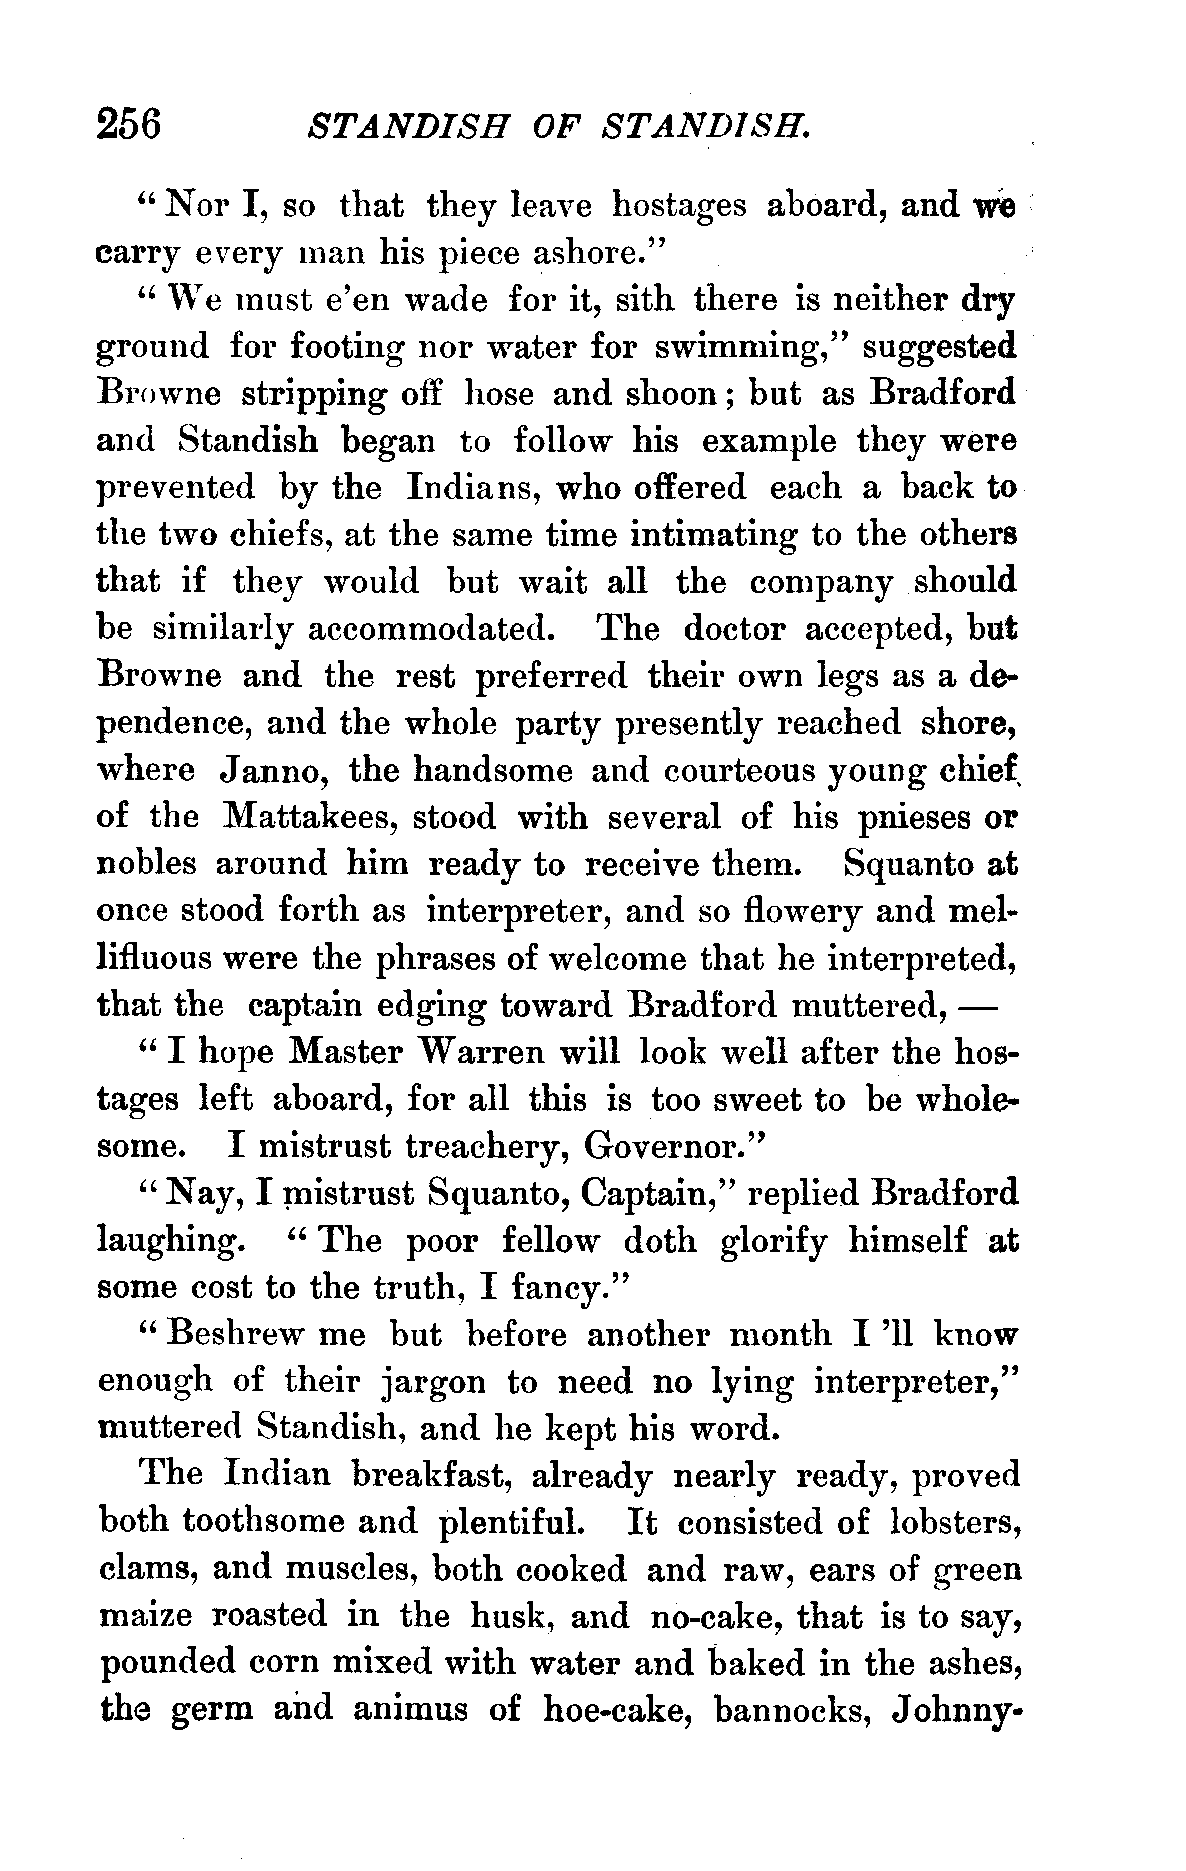 256 STANDISH OF STANDISH.
" Nor I, so that they leave hostages aboard, and we
carry every man his piece ashore."
" We must e'en wade for it, sith there is neither dry
ground for footing nor water for swimming," suggested
Browne stripping off hose and shoon; but as Bradford
and Standish began to follow his example they were
prevented by the Indians, who offered each a back to
the two chiefs, at the same time intimating to the others
that if they would but wait all the company should
be similarly accommodated. The doctor accepted, but
Browne and the rest preferred their own legs as a de-
pendence, and the whole party presently reached shore,
where Janno, the handsome and courteous young chief
of the Mattakees, stood with several of his pnieses or
nobles around him ready to receive them. Squanto at
once stood forth as interpreter, and so flowery and mel-
lifluous were the phrases of welcome that he interpreted,
that the captain edging toward Bradford muttered, —
" I hope Master Warren will look well after the hos-
tages left aboard, for all this is too sweet to be whole-
some. I mistrust treachery, Governor."
" Nay, I mistrust Squanto, Captain," replied Bradford
laughing. " The poor fellow doth glorify himself at
some cost to the truth, I fancy."
" Beshrew me but before another month I 'll know
enough of their jargon to need no lying interpreter,"
muttered Standish, and he kept his word.
The Indian breakfast, already nearly ready, proved
both toothsome and plentiful. It consisted of lobsters,
clams, and muscles, both cooked and raw, ears of green
maize roasted in the husk, and no-cake, that is to say,
pounded corn mixed with water and baked in the ashes,
the germ and animus of hoe-cake, bannocks, Johnny-